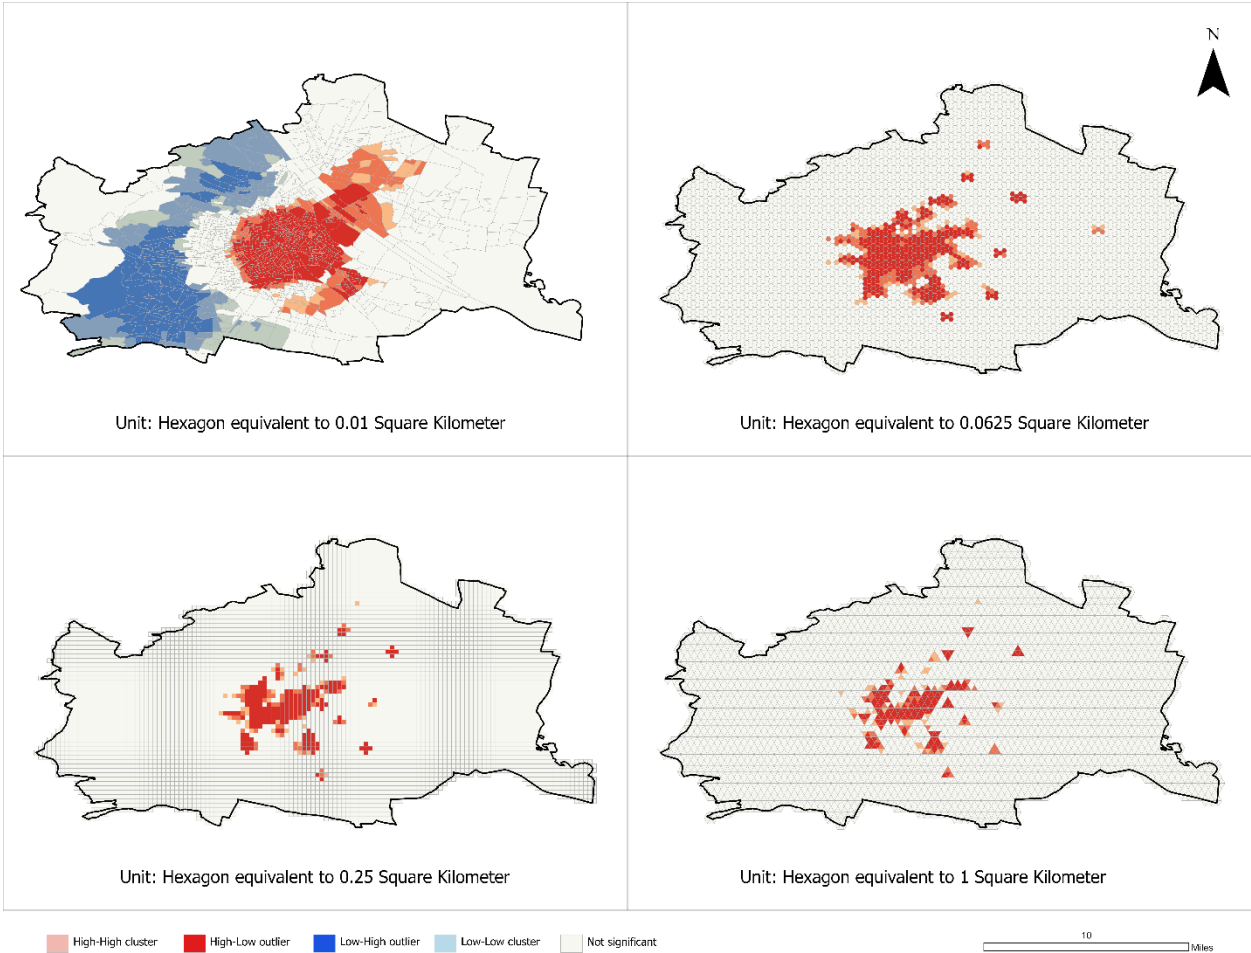 N
Unit: Hexagon equivalent to 0.01 Square Kilometer
Unit: Hexagon equivalent to 0.0625 Square Kilometer
Unit: Hexagon equivalent to 0.25 Square Kilometer
Unit: Hexagon equivalent to 1 Square Kilometer
High-High cluster
High-Low outlier
Low-High outlier
Low-Low cluster
Not significant
10
Miles